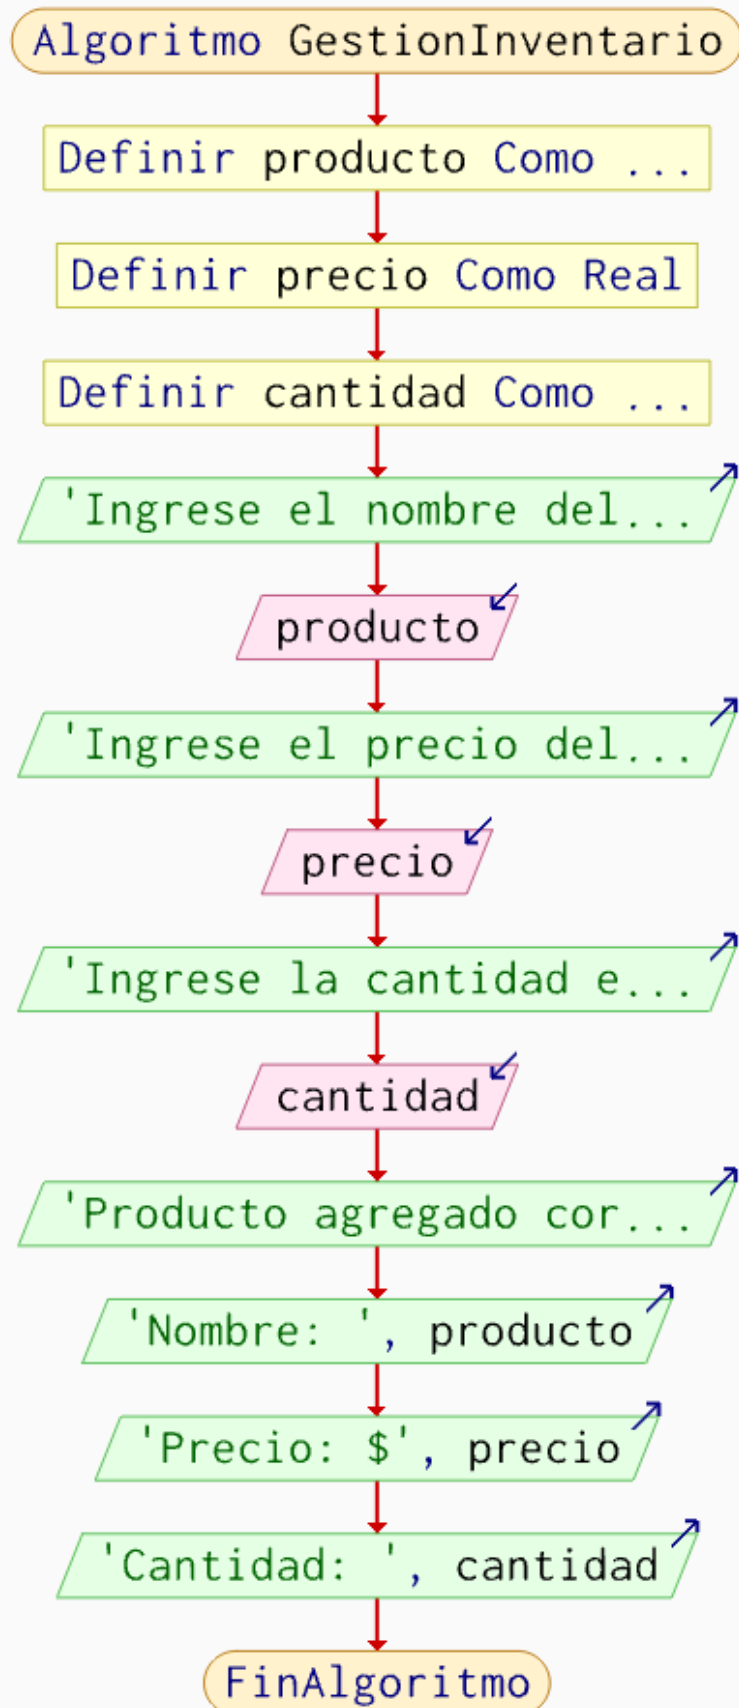 Algoritmo GestionInventario
Definir producto Como ...
Definir precio Como Real
Definir cantidad Como ...
'Ingrese el nombre del...
producto
'Ingrese el precio del...
precio
'Ingrese la cantidad e...
cantidad
'Producto agregado cor...
'Nombre: ', producto
'Precio: $', precio
'Cantidad: ', cantidad
FinAlgoritmo